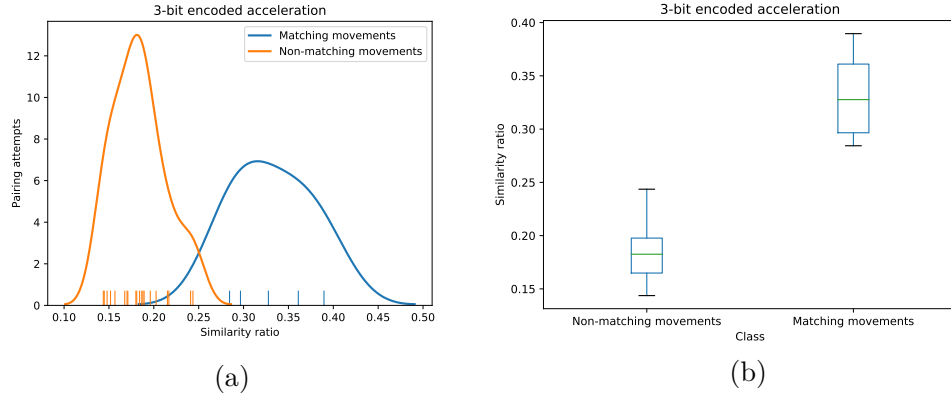 3-bit encoded acceleration
Matching movements
Non-matching movements
Pairing attempts
12
10
8
6
4
2
0
0.10 0.15 0.20 0.25 0.30 0.35 0.40 0.45 0.50
Similarity ratio
(a)
3-bit encoded acceleration
Similarity ratio
0.40
0.35
0.30
0.25
0.20
0.15
Non-matching movements Matching movements
Class
(b)